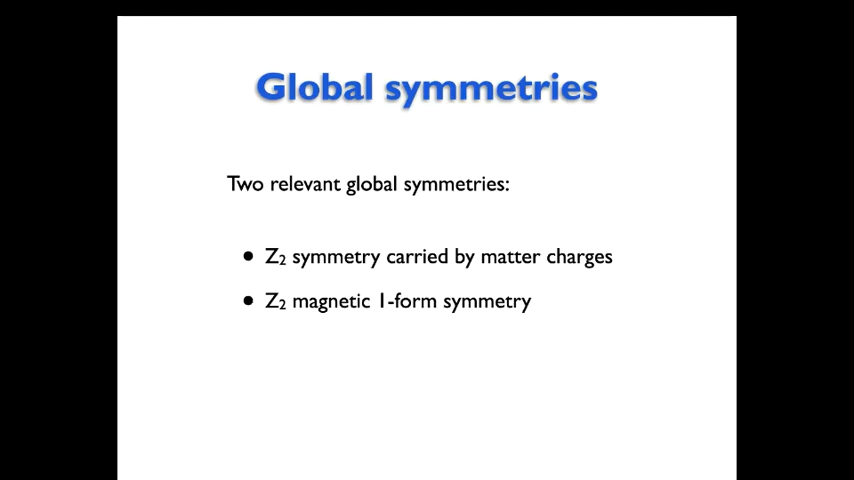 Global symmetries
Two relevant global symmetries:
• Z₂ symmetry carried by matter charges
• Z₂ magnetic 1-form symmetry